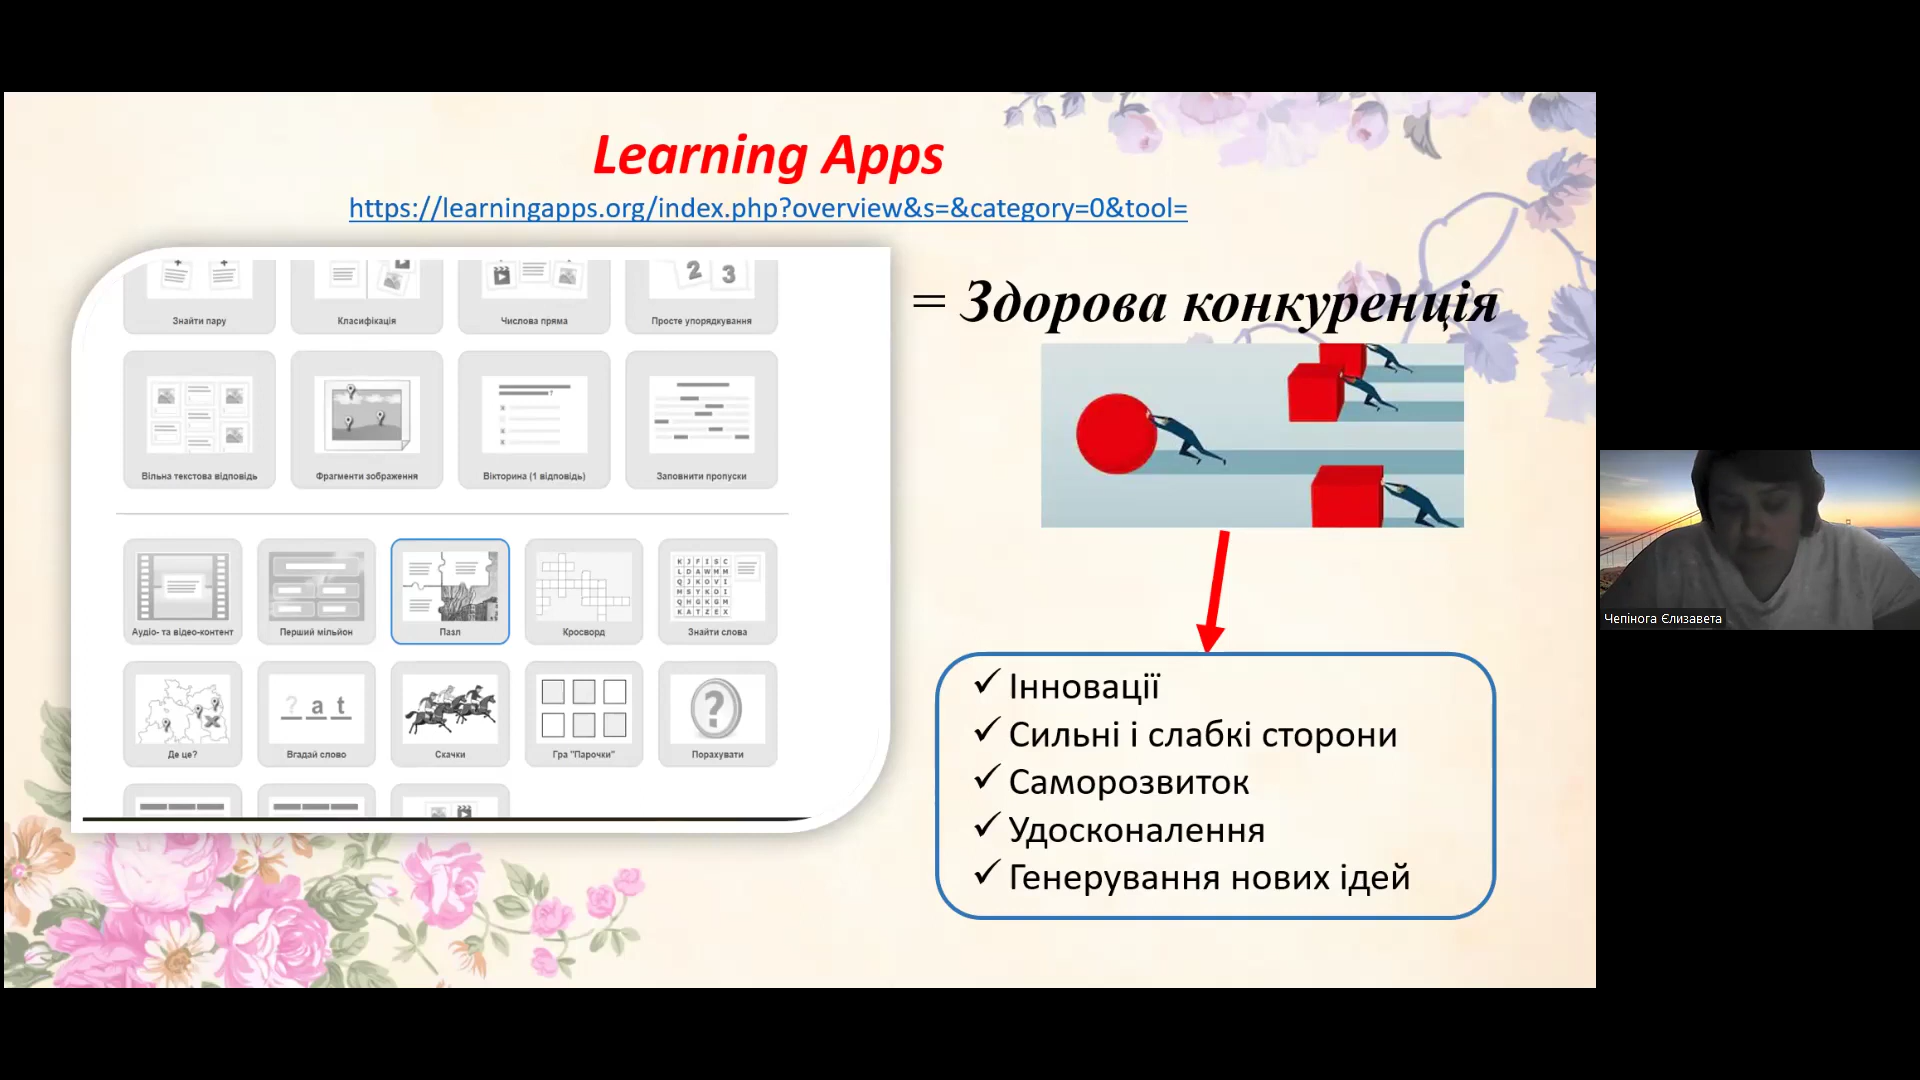 Learning Apps
https://learningapps.org/index.php?overview&s=&category=0&tool=
Знайти пару
Класифікація
Числова пряма
2 3
Просте упорядкування
Вільна текстова відповідь
Фрагменти зображення
Вікторина (1 відповідь)
Заповнити пропуски
Аудіо- та відео-контент
Перший мільйон
Пазл
Кросворд
K J F I S C
L D A W M M
Q J K O V I
M S Y K O I
Q H G K G M
K A T Z E X
Знайти слова
Де це?
? a t
Вгадай слово
Скачки
Гра "Парочки"
?
Порахувати
= Здорова конкуренція
✓ Інновації
✓ Сильні і слабкі сторони
✓ Саморозвиток
✓ Удосконалення
✓ Генерування нових ідей
Чепінога Єлизавета